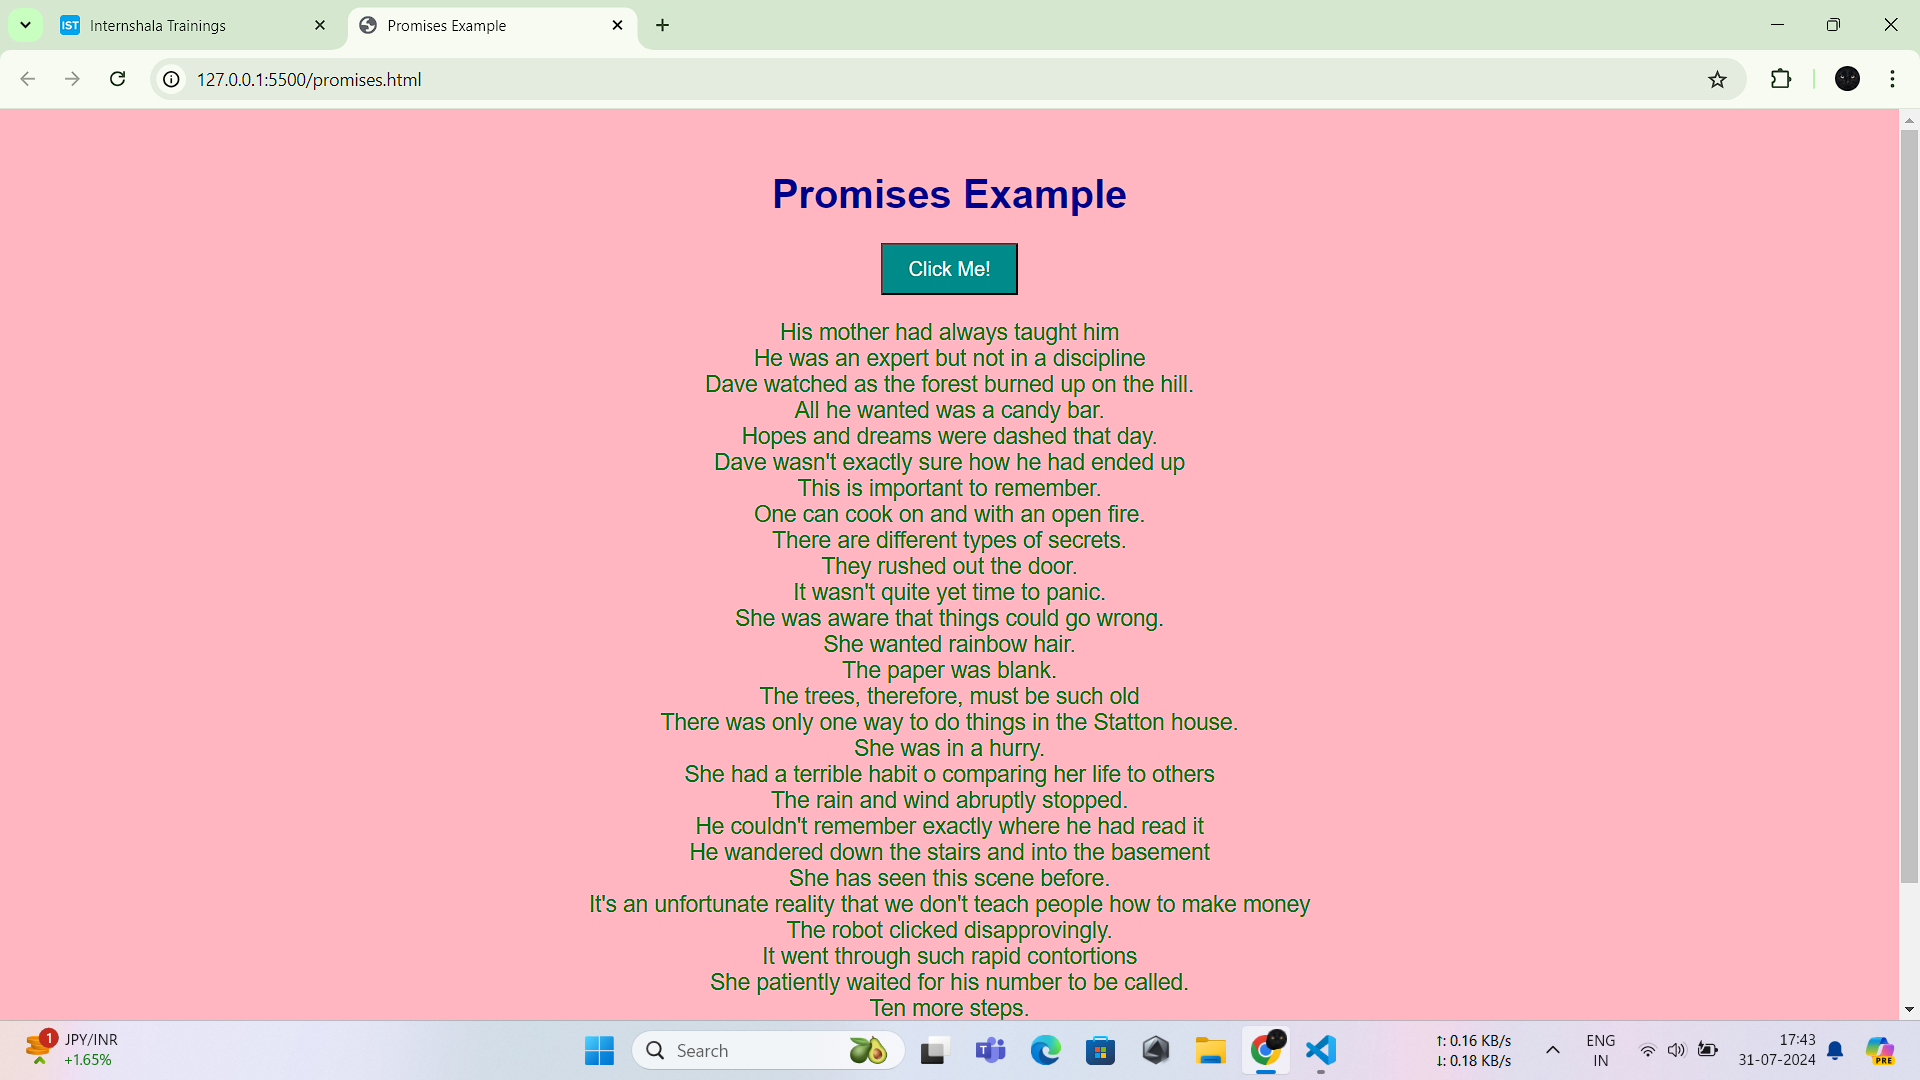 Internshala Trainings
Promises Example
127.0.0.1:5500/promises.html
Promises Example
Click Me!
His mother had always taught him
He was an expert but not in a discipline
Dave watched as the forest burned up on the hill.
All he wanted was a candy bar.
Hopes and dreams were dashed that day.
Dave wasn't exactly sure how he had ended up
This is important to remember.
One can cook on and with an open fire.
There are different types of secrets.
They rushed out the door.
It wasn't quite yet time to panic.
She was aware that things could go wrong.
She wanted rainbow hair.
The paper was blank.
The trees, therefore, must be such old
There was only one way to do things in the Statton house.
She was in a hurry.
She had a terrible habit o comparing her life to others
The rain and wind abruptly stopped.
He couldn't remember exactly where he had read it
He wandered down the stairs and into the basement
She has seen this scene before.
It's an unfortunate reality that we don't teach people how to make money
The robot clicked disapprovingly.
It went through such rapid contortions
She patiently waited for his number to be called.
Ten more steps.
1
JPY/INR
+1.65%
Search
↑: 0.16 KB/s
↓: 0.18 KB/s
ENG
IN
17:43
31-07-2024
PRE